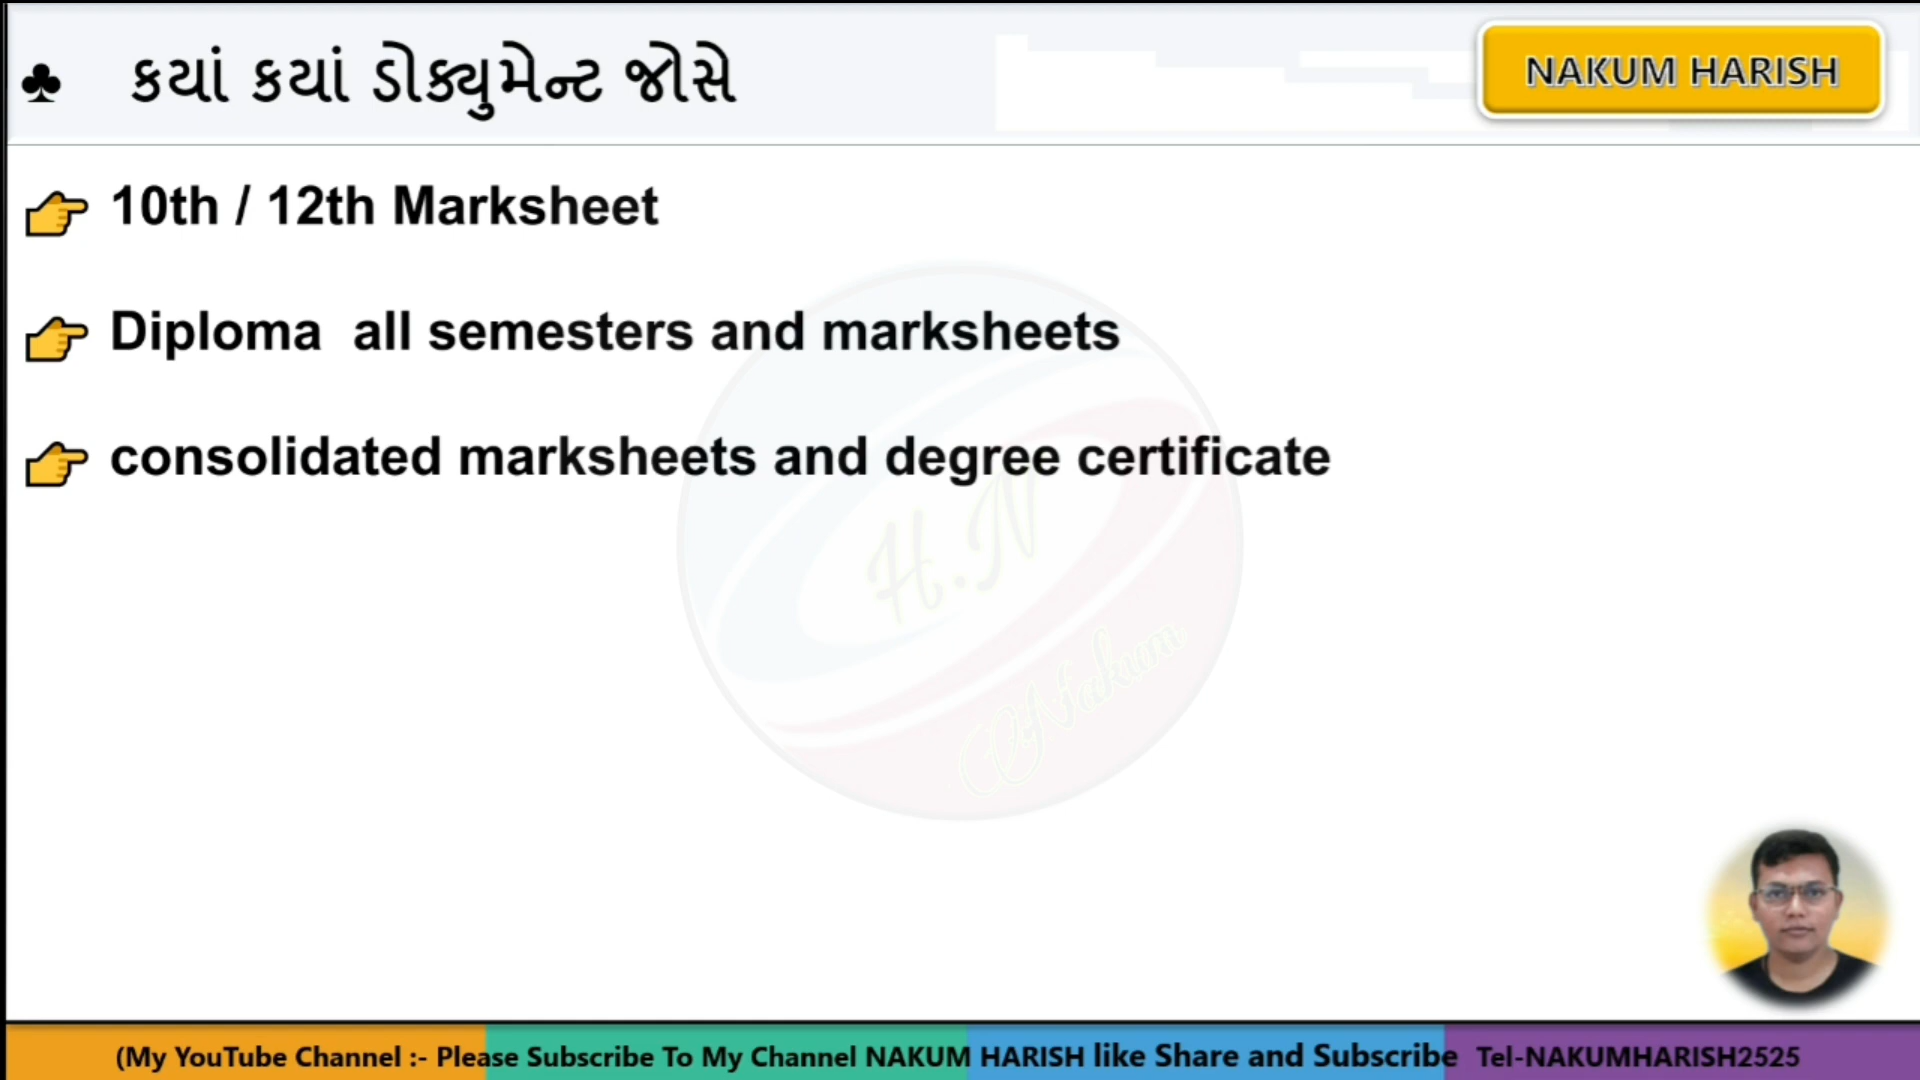 ♣ કયાં કયાં ડોક્યુમેન્ટ જોસે
NAKUM HARISH
👉 10th / 12th Marksheet
👉 Diploma all semesters and marksheets
👉 consolidated marksheets and degree certificate
H.N
Nakum
(My YouTube Channel :- Please Subscribe To My Channel NAKUM HARISH like Share and Subscribe Tel-NAKUMHARISH2525